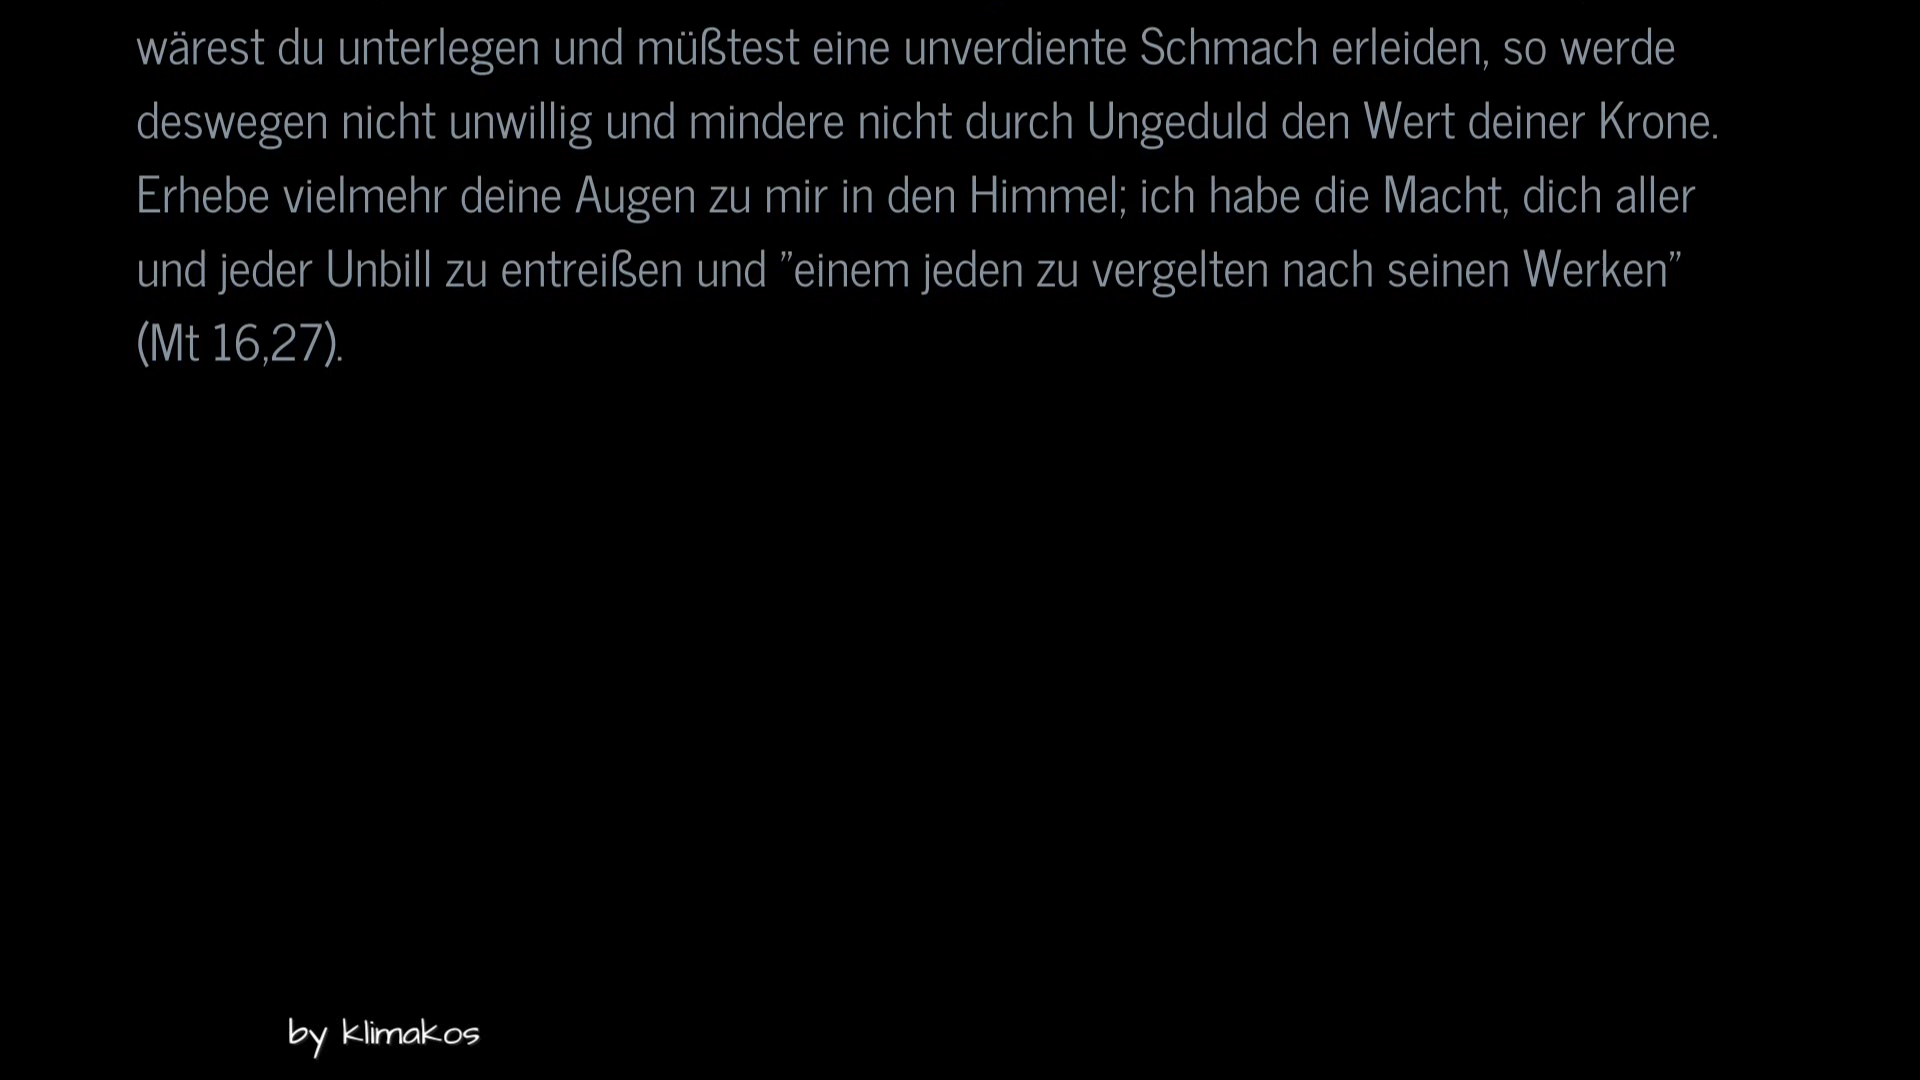 wärest du unterlegen und müßtest eine unverdiente Schmach erleiden, so werde
deswegen nicht unwillig und mindere nicht durch Ungeduld den Wert deiner Krone.
Erhebe vielmehr deine Augen zu mir in den Himmel; ich habe die Macht, dich aller
und jeder Unbill zu entreißen und ”einem jeden zu vergelten nach seinen Werken”
(Mt 16,27).
by klimakos